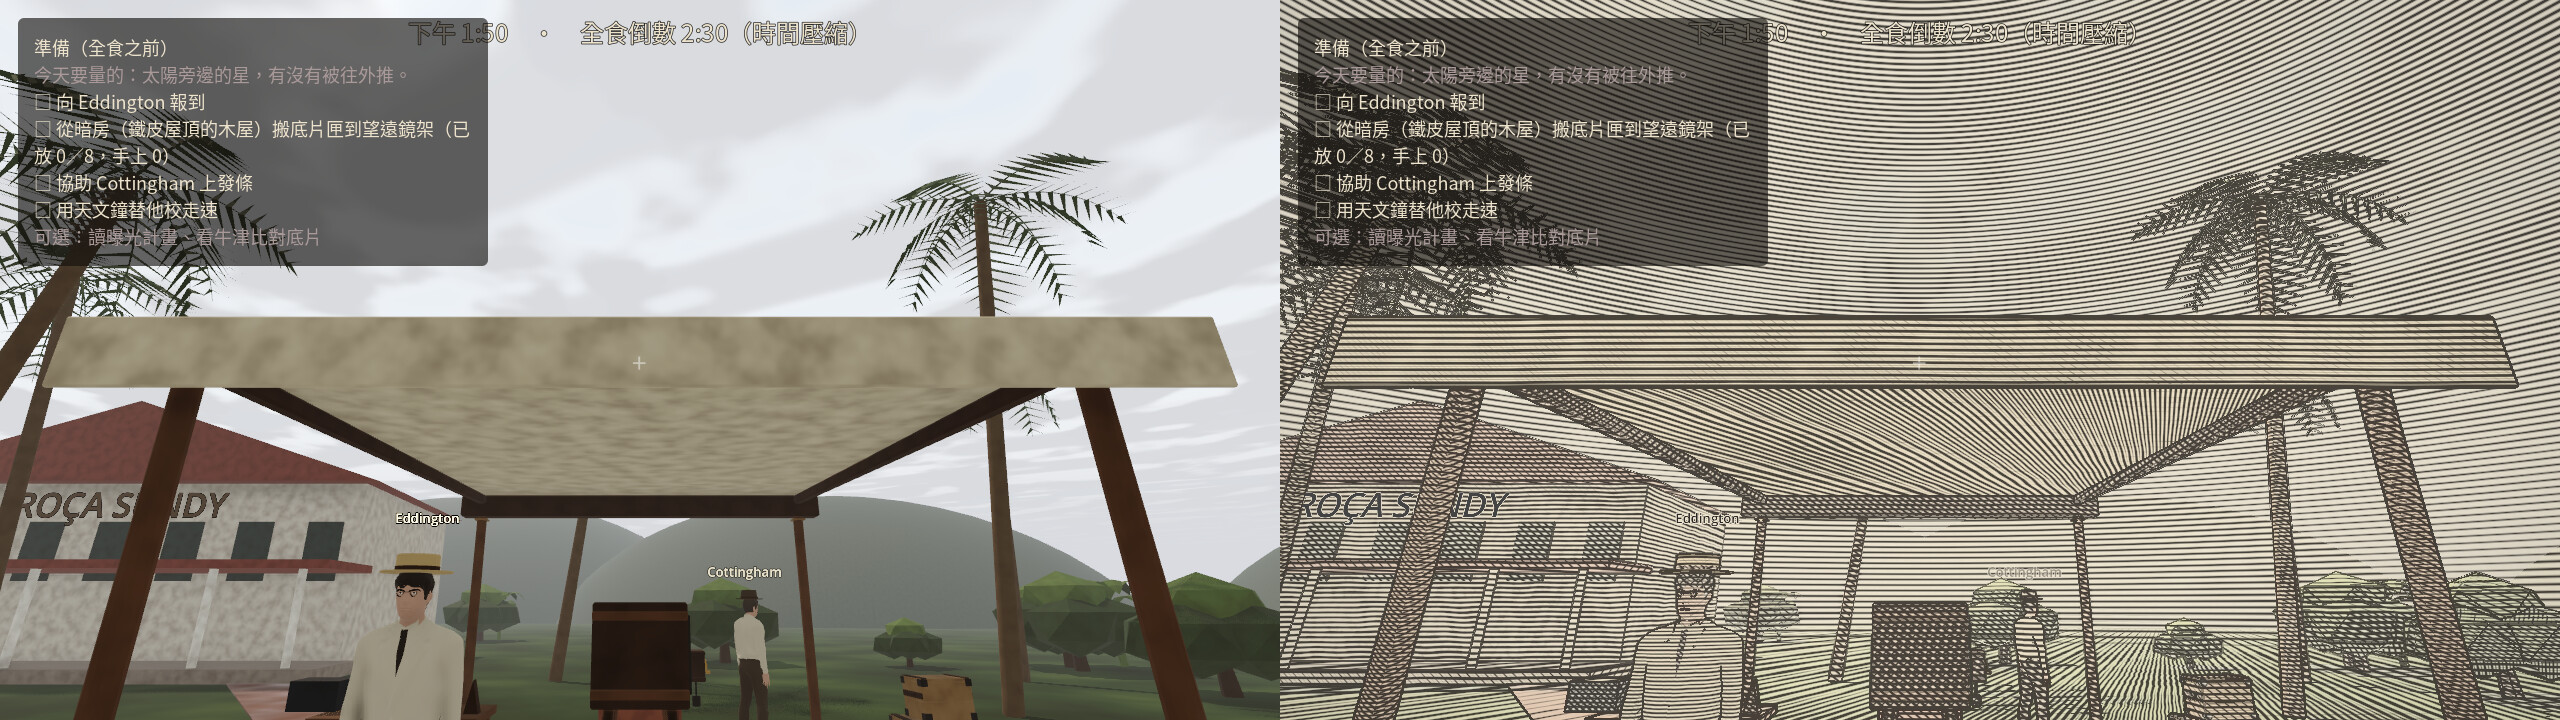 下午 1:50 · 全食倒數 2:30（時間壓縮）
準備（全食之前）
今天要量的：太陽旁邊的星，有沒有被往外推。
□ 向 Eddington 報到
□ 從暗房（鐵皮屋頂的木屋）搬底片匣到望遠鏡架（已
放 0／8，手上 0）
□ 協助 Cottingham 上發條
□ 用天文鐘替他校走速
可選：讀曝光計畫、看牛津比對底片
Eddington
Cottingham
下午 1:50 · 全食倒數 2:30（時間壓縮）
準備（全食之前）
今天要量的：太陽旁邊的星，有沒有被往外推。
□ 向 Eddington 報到
□ 從暗房（鐵皮屋頂的木屋）搬底片匣到望遠鏡架（已
放 0／8，手上 0）
□ 協助 Cottingham 上發條
□ 用天文鐘替他校走速
可選：讀曝光計畫、看牛津比對底片
ROÇA
Eddington
Cottingham